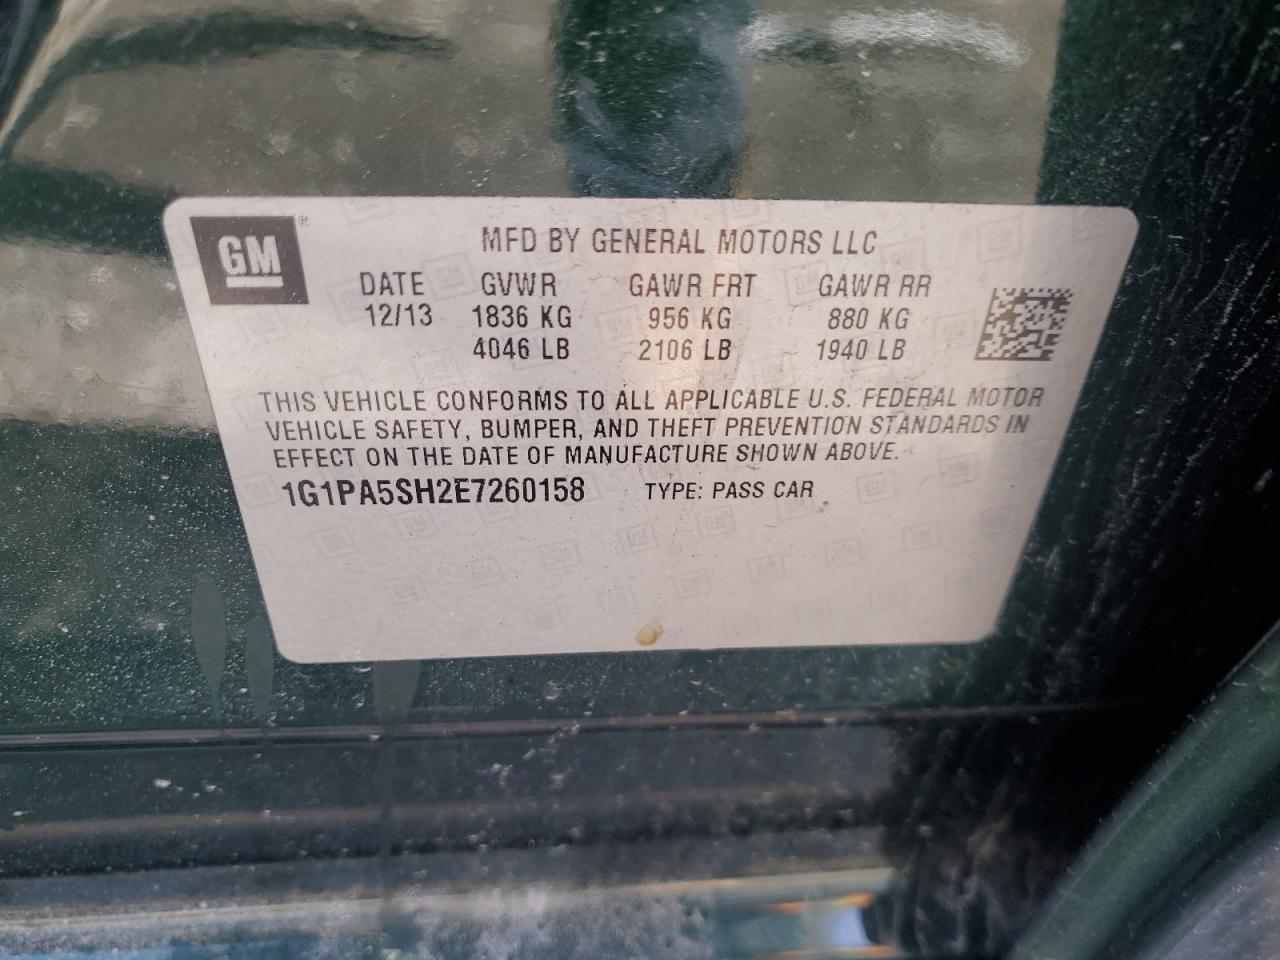 GM®
MFD BY GENERAL MOTORS LLC
DATE GVWR GAWR FRT GAWR RR
12/13 1836 KG 956 KG 880 KG
4046 LB 2106 LB 1940 LB
THIS VEHICLE CONFORMS TO ALL APPLICABLE U.S. FEDERAL MOTOR
VEHICLE SAFETY, BUMPER, AND THEFT PREVENTION STANDARDS IN
EFFECT ON THE DATE OF MANUFACTURE SHOWN ABOVE.
1G1PA5SH2E7260158 TYPE: PASS CAR